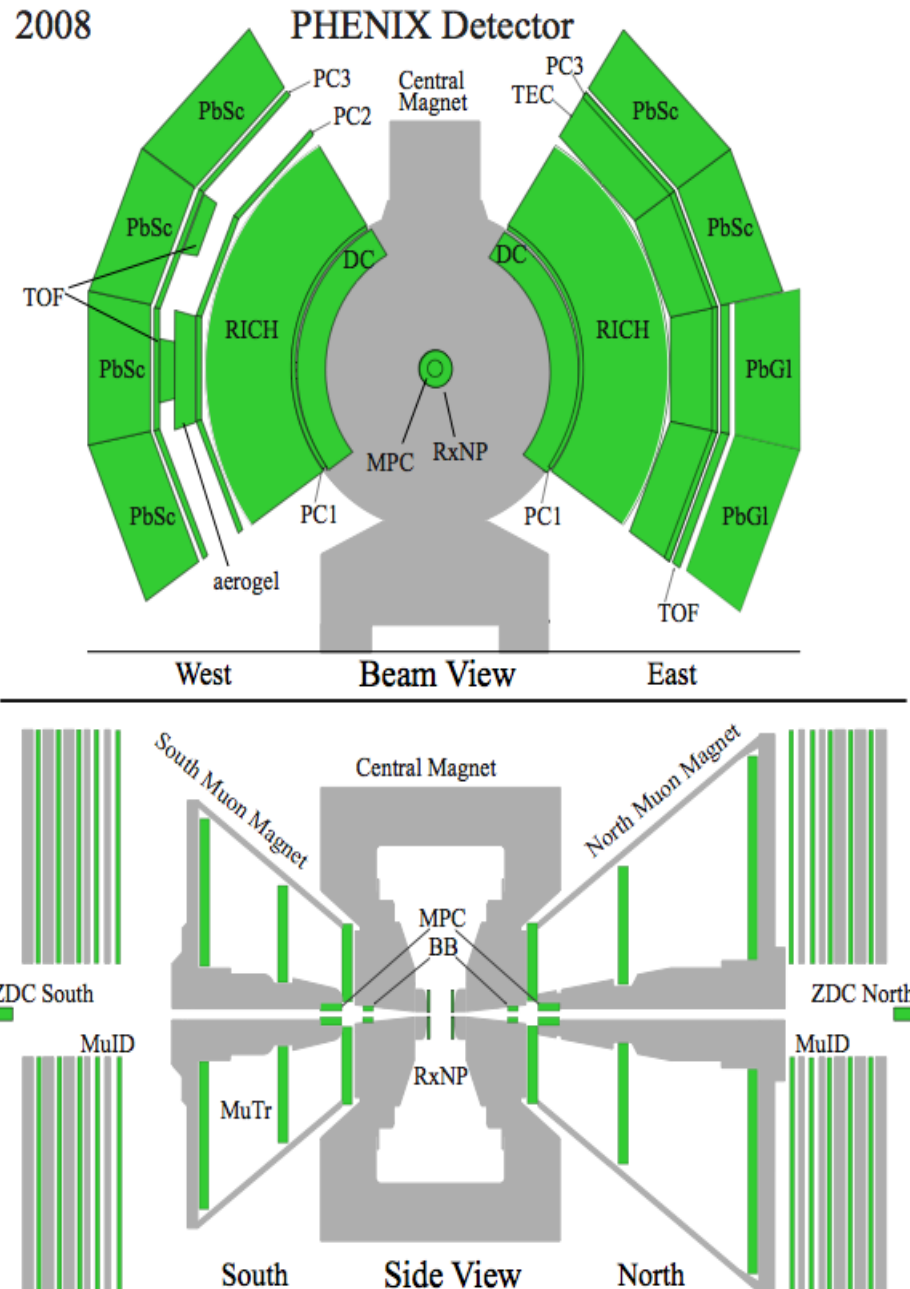 2008 PHENIX Detector
PC3
PbSc
PC2
Central
Magnet
PC3
TEC
PbSc
PbSc
PbSc
TOF
DC
DC
RICH
RICH
PbSc
PbGl
MPC
RxNP
PbSc
PC1
PC1
PbGl
aerogel
TOF
West Beam View East
South Muon Magnet
Central Magnet
North Muon Magnet
MPC
BB
ZDC South
ZDC North
MuID
MuID
RxNP
MuTr
South Side View North